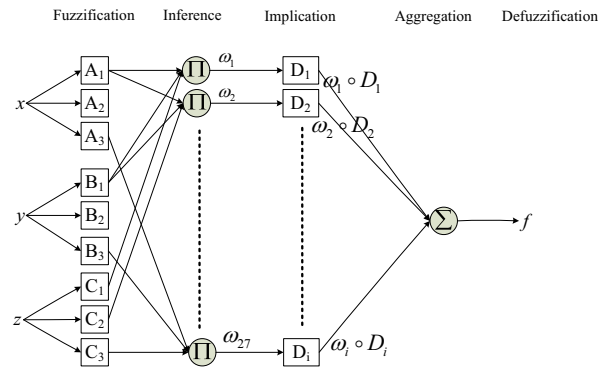 Fuzzification Inference Implication Aggregation Defuzzification
A1 Π ω1 D1 ω1 ∘ D1
x A2 Π ω2 D2 ω2 ∘ D2
A3
B1
y B2 Σ f
B3
C1
z C2
C3 Π ω27 Di ωi ∘ Di